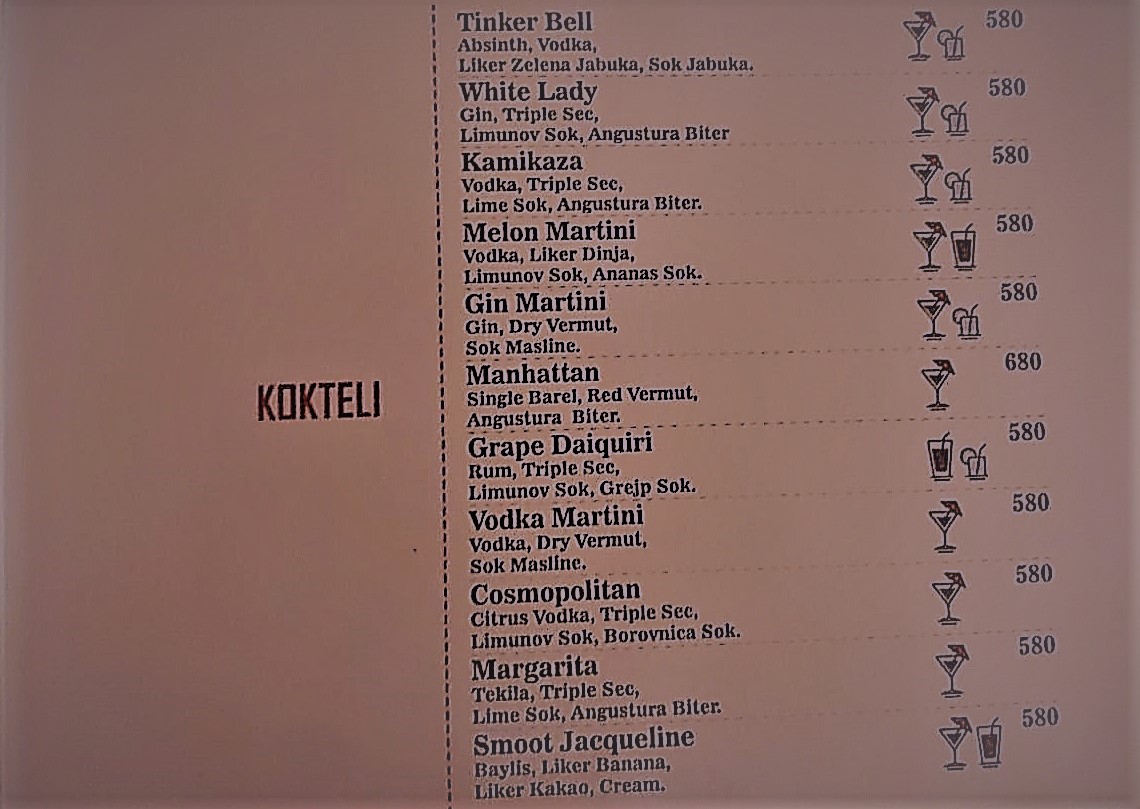 KOKTELI
Tinker Bell 580
Absinth, Vodka,
Liker Zelena Jabuka, Sok Jabuka.
White Lady 580
Gin, Triple Sec,
Limunov Sok, Angustura Biter
Kamikaza 580
Vodka, Triple Sec,
Lime Sok, Angustura Biter.
Melon Martini 580
Vodka, Liker Dinja,
Limunov Sok, Ananas Sok.
Gin Martini 580
Gin, Dry Vermut,
Sok Masline.
Manhattan 680
Single Barel, Red Vermut,
Angustura Biter.
Grape Daiquiri 580
Rum, Triple Sec,
Limunov Sok, Grejp Sok.
Vodka Martini 580
Vodka, Dry Vermut,
Sok Masline.
Cosmopolitan 580
Citrus Vodka, Triple Sec,
Limunov Sok, Borovnica Sok.
Margarita 580
Tekila, Triple Sec,
Lime Sok, Angustura Biter.
Smoot Jacqueline 580
Baylis, Liker Banana,
Liker Kakao, Cream.